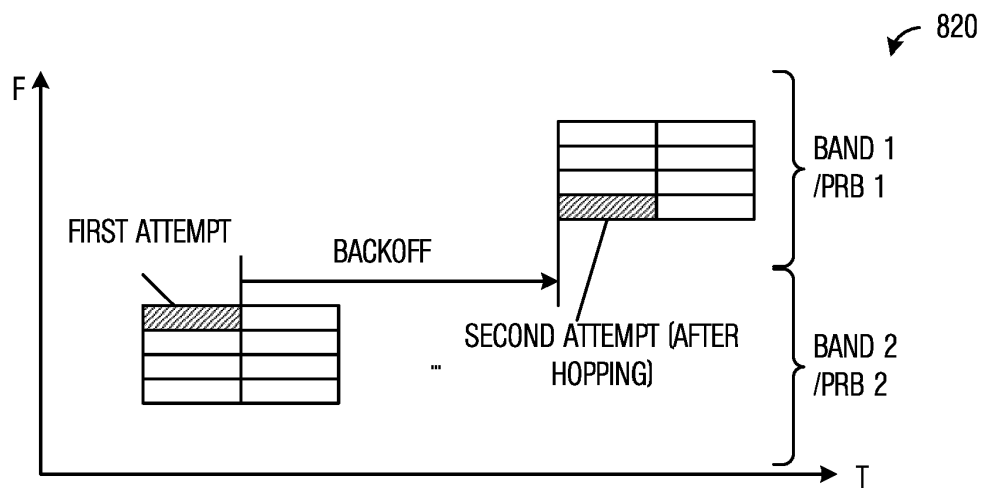 820
F
BAND 1
/PRB 1
FIRST ATTEMPT
BACKOFF
SECOND ATTEMPT (AFTER
HOPPING)
...
BAND 2
/PRB 2
T